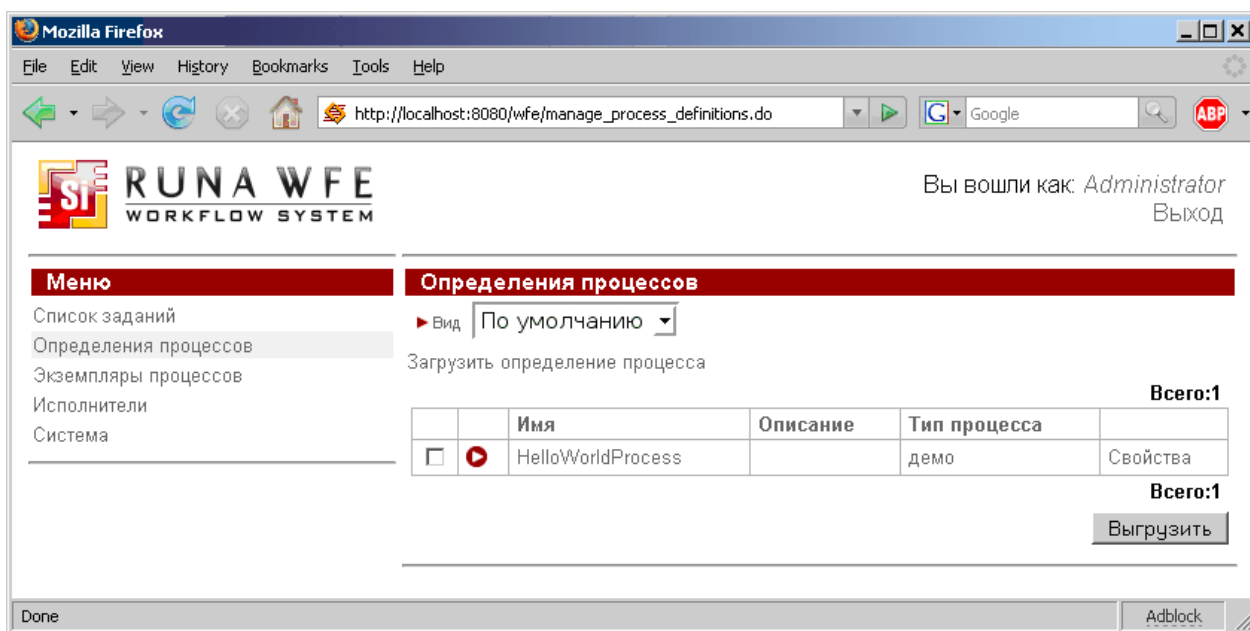 Mozilla Firefox
File Edit View History Bookmarks Tools Help
http://localhost:8080/wfe/manage_process_definitions.do G Google ABP
Si RUNA WFE
WORKFLOW SYSTEM
Вы вошли как: Administrator
Выход
Меню
Список заданий
Определения процессов
Экземпляры процессов
Исполнители
Система
Определения процессов
Вид По умолчанию
Загрузить определение процесса
Всего:1
Имя Описание Тип процесса
HelloWorldProcess демо Свойства
Всего:1
Выгрузить
Done Adblock